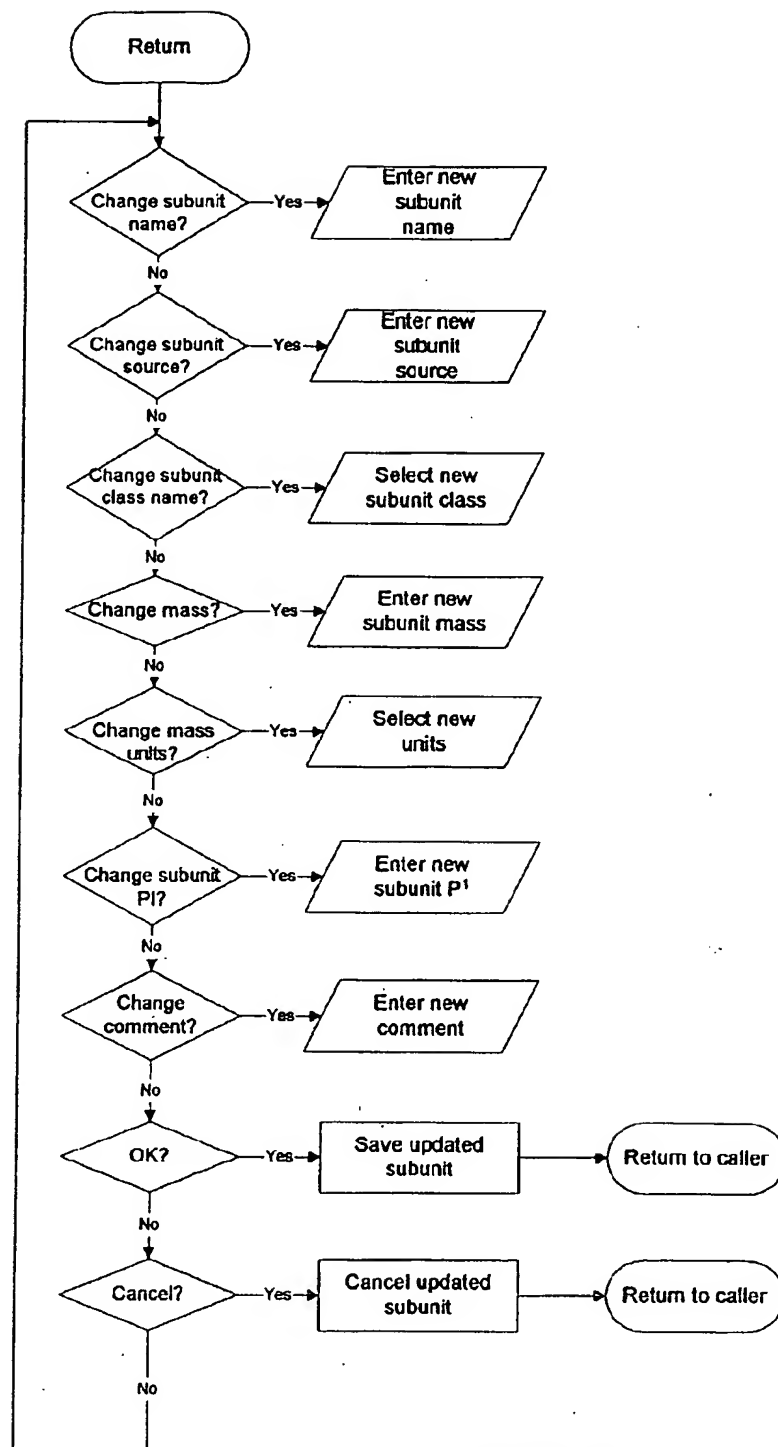 Return
Change subunit
name?
Yes
Enter new
subunit
name
No
Change subunit
source?
Yes
Enter new
subunit
source
No
Change subunit
class name?
Yes
Select new
subunit class
No
Change mass?
Yes
Enter new
subunit mass
No
Change mass
units?
Yes
Select new
units
No
Change subunit
PI?
Yes
Enter new
subunit P¹
No
Change
comment?
Yes
Enter new
comment
No
OK?
Yes
Save updated
subunit
Return to caller
No
Cancel?
Yes
Cancel updated
subunit
Return to caller
No